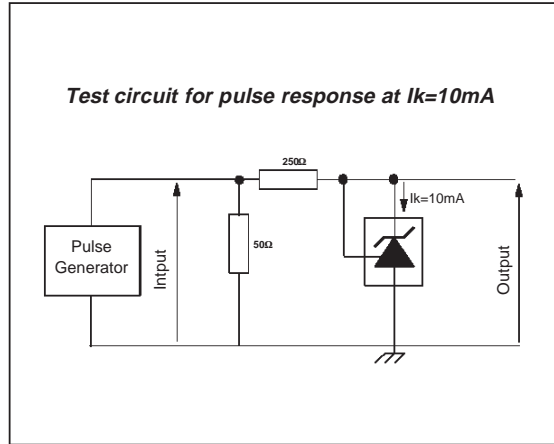 Test circuit for pulse response at Ik=10mA
250Ω
Ik=10mA
50Ω
Pulse
Generator
Intput
Output